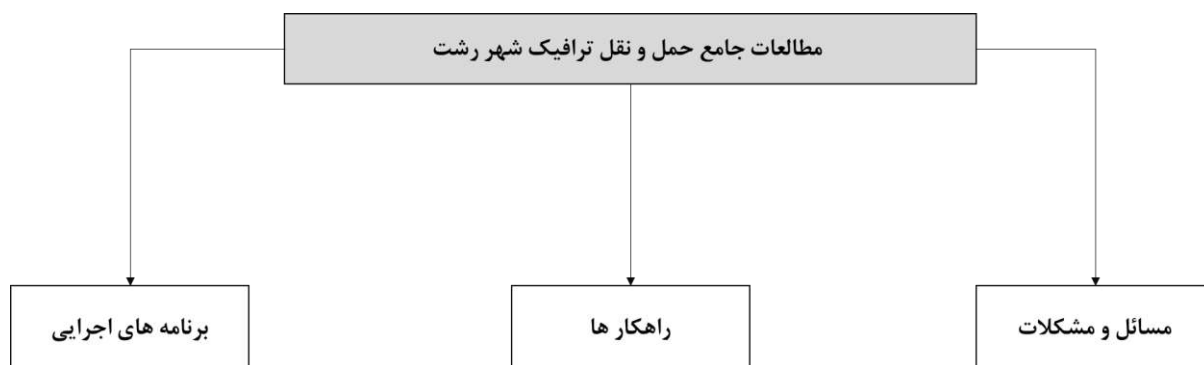 مطالعات جامع حمل و نقل ترافیک شهر رشت
مسائل و مشکلات
راهکار ها
برنامه های اجرایی